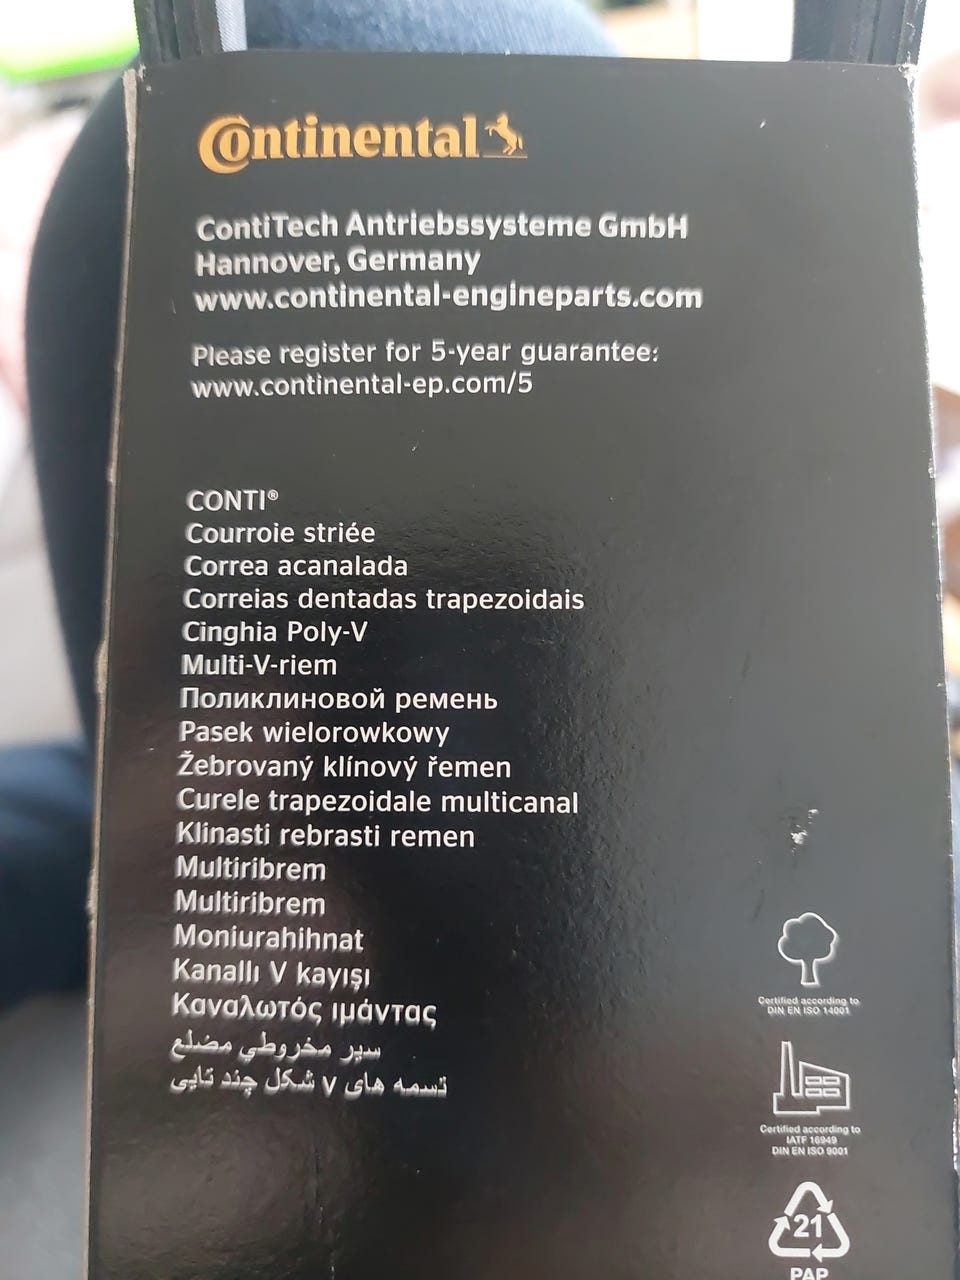 Continental
ContiTech Antriebssysteme GmbH
Hannover, Germany
www.continental-engineparts.com
Please register for 5-year guarantee:
www.continental-ep.com/5
CONTI®
Courroie striée
Correa acanalada
Correias dentadas trapezoidais
Cinghia Poly-V
Multi-V-riem
Поликлиновой ремень
Pasek wielorowkowy
Žebrovaný klínový řemen
Curele trapezoidale multicanal
Klinasti rebrasti remen
Multiribrem
Multiribrem
Moniurahihnat
Kanallı V kayışı
Καναλωτός ιμάντας
سير مخروطي مضلع
تسمه های V شکل چند تایی
Certified according to
DIN EN ISO 14001
Certified according to
IATF 16949
DIN EN ISO 9001
21
PAP